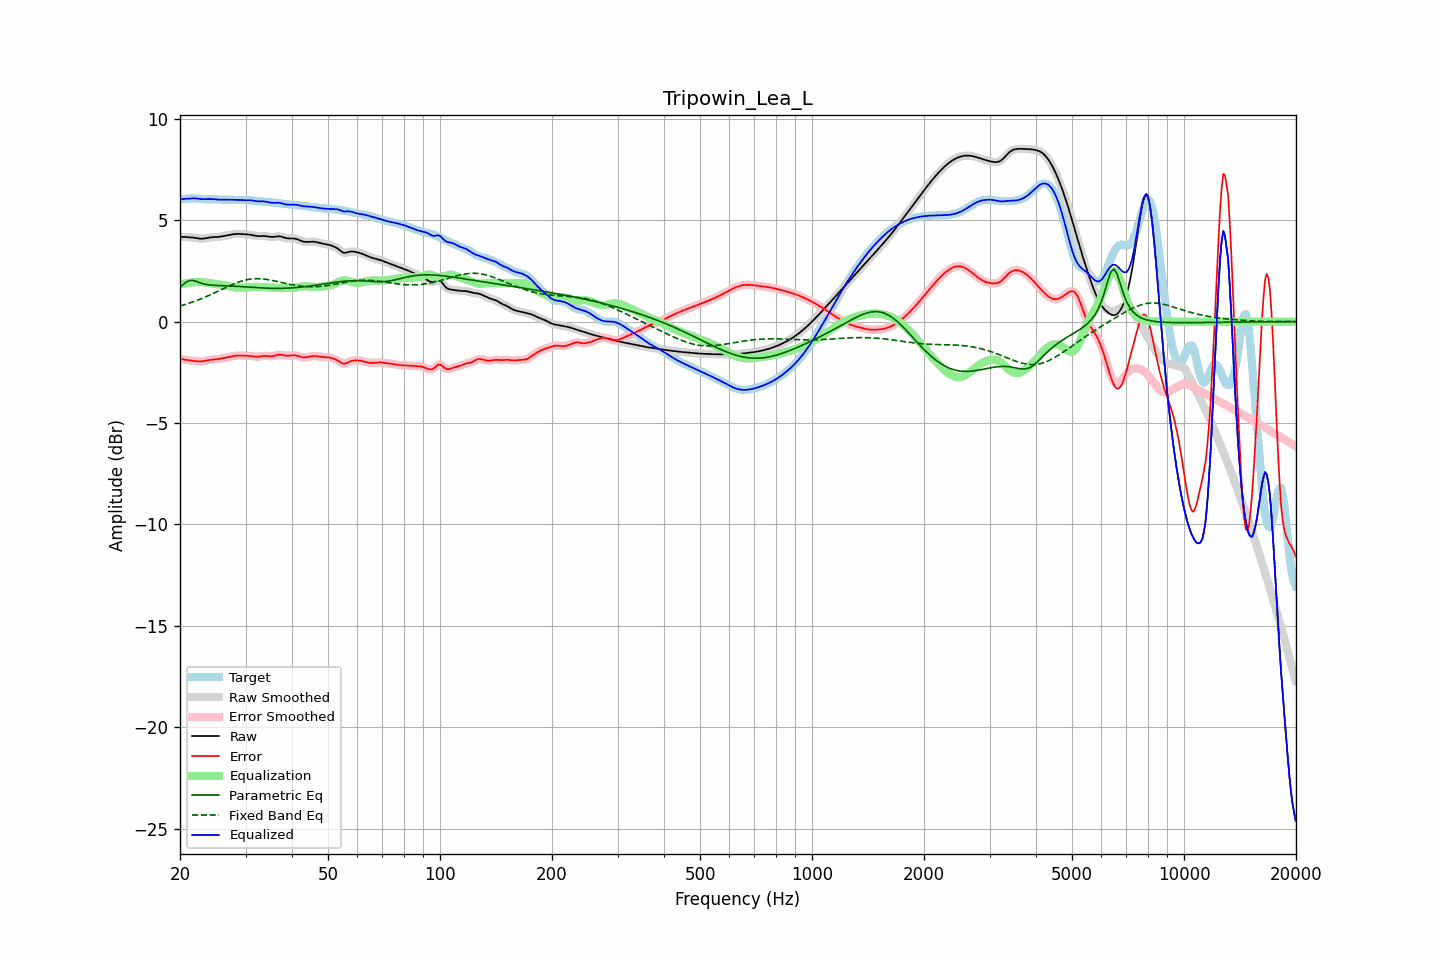 Tripowin_Lea_L
Amplitude (dBr)
10
5
0
−5
−10
−15
−20
−25
Target
Raw Smoothed
Error Smoothed
Raw
Error
Equalization
Parametric Eq
Fixed Band Eq
Equalized
20 50 100 200 500 1000 2000 5000 10000 20000
Frequency (Hz)